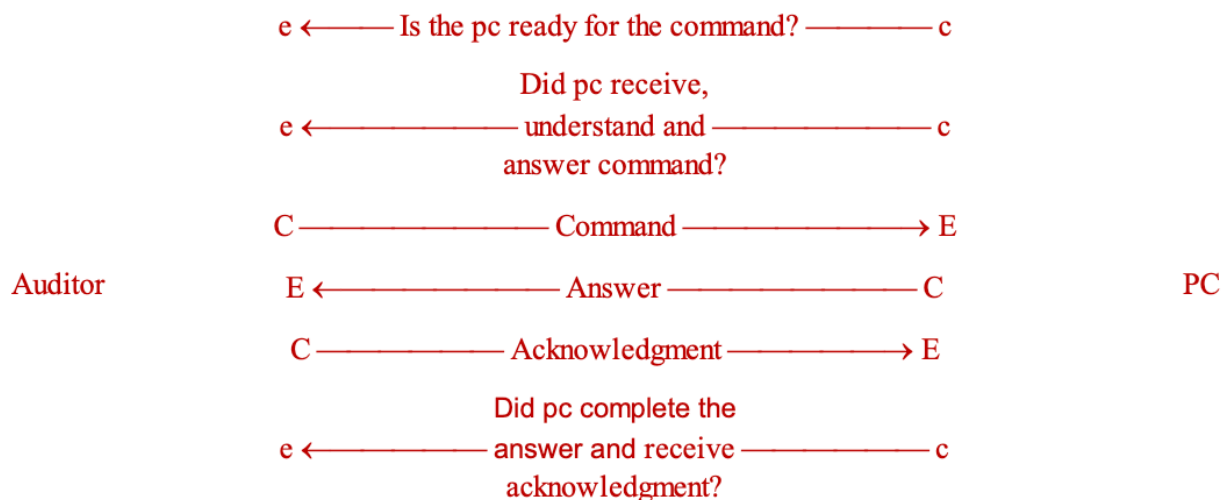 e ← Is the pc ready for the command? c
Did pc receive,
e ← understand and c
answer command?
C Command → E
Auditor E ← Answer C PC
C Acknowledgment → E
Did pc complete the
e ← answer and receive c
acknowledgment?